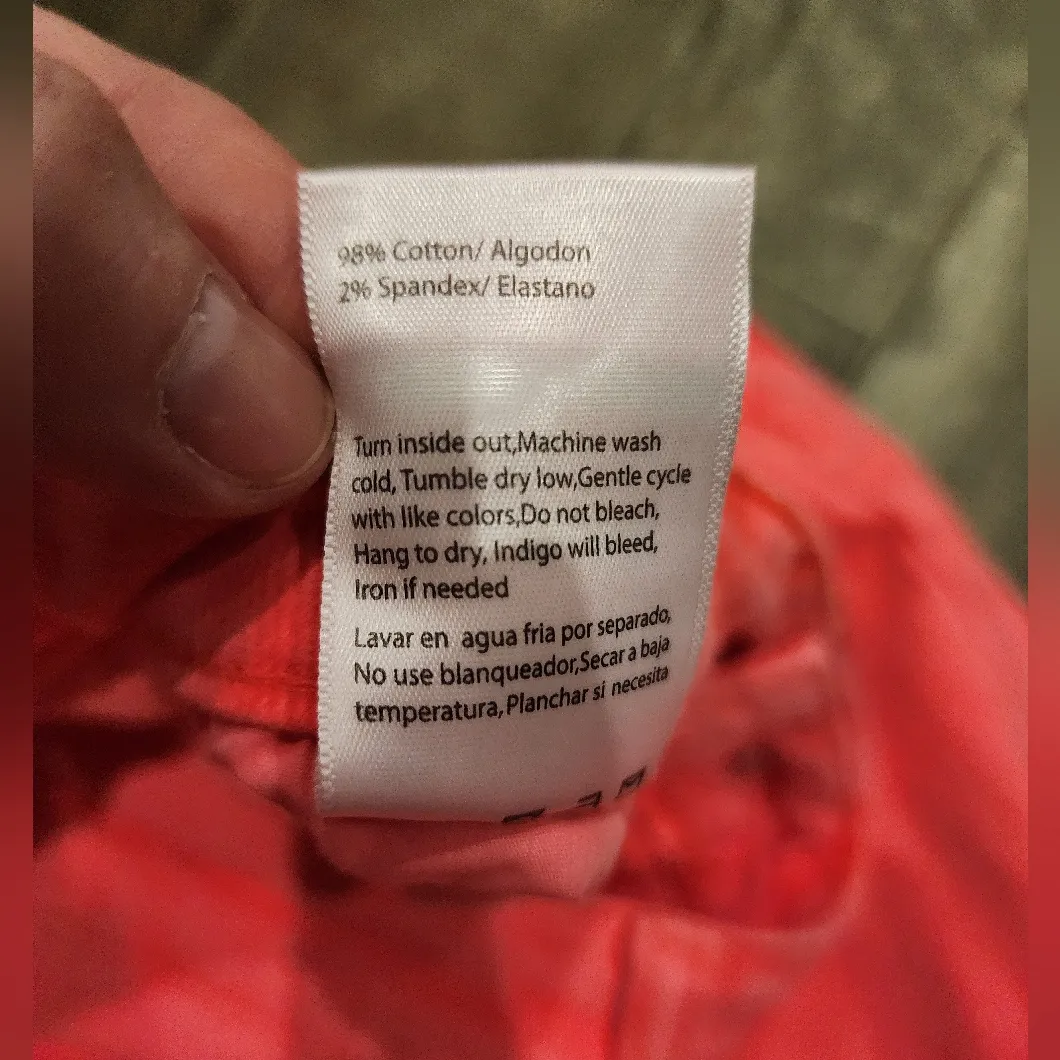 98% Cotton/ Algodon
2% Spandex/ Elastano
Turn inside out,Machine wash
cold, Tumble dry low,Gentle cycle
with like colors,Do not bleach,
Hang to dry, Indigo will bleed,
Iron if needed
Lavar en agua fria por separado,
No use blanqueador,Secar a baja
temperatura,Planchar si necesita